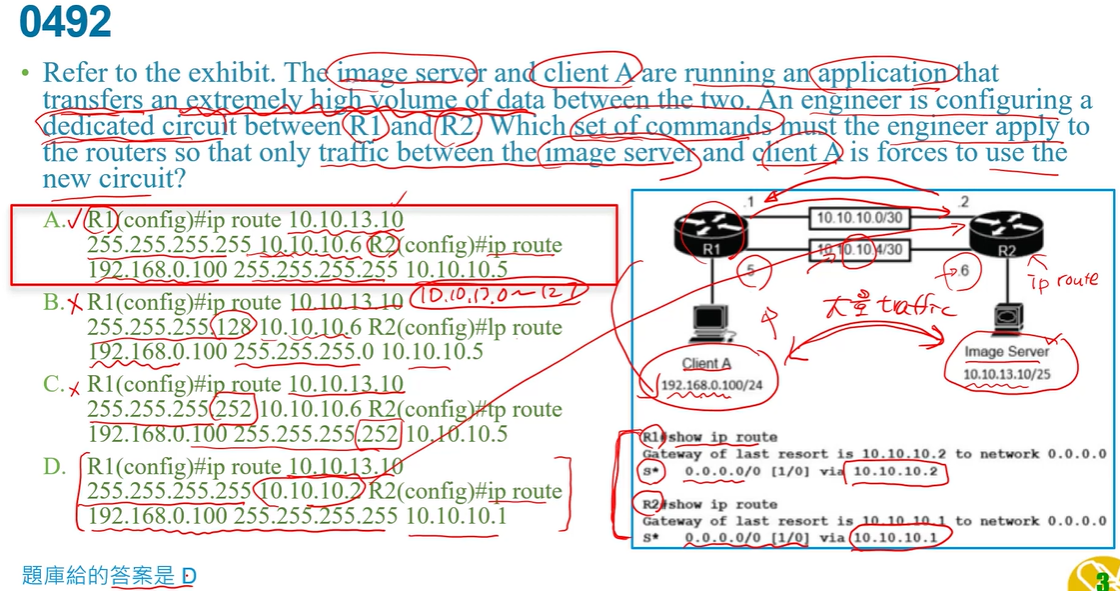 0492
• Refer to the exhibit. The image server and client A are running an application that
transfers an extremely high volume of data between the two. An engineer is configuring a
dedicated circuit between R1 and R2. Which set of commands must the engineer apply to
the routers so that only traffic between the image server and client A is forces to use the
new circuit?
A. R1(config)#ip route 10.10.13.10
255.255.255.255 10.10.10.6 R2(config)#ip route
192.168.0.100 255.255.255.255 10.10.10.5
B. R1(config)#ip route 10.10.13.10
10.10.13.0~127
255.255.255.128 10.10.10.6 R2(config)#lp route
192.168.0.100 255.255.255.0 10.10.10.5
C. R1(config)#ip route 10.10.13.10
255.255.255.252 10.10.10.6 R2(config)#tp route
192.168.0.100 255.255.255.252 10.10.10.5
D. R1(config)#ip route 10.10.13.10
255.255.255.255 10.10.10.2 R2(config)#ip route
192.168.0.100 255.255.255.255 10.10.10.1
題庫給的答案是 D
.1
.2
10.10.10.0/30
R1
R2
10.10.10.4/30
.5
.6
ip route
大量 traffic
Client A
192.168.0.100/24
Image Server
10.10.13.10/25
R1#show ip route
Gateway of last resort is 10.10.10.2 to network 0.0.0.0
S* 0.0.0.0/0 [1/0] via 10.10.10.2
R2#show ip route
Gateway of last resort is 10.10.10.1 to network 0.0.0.0
S* 0.0.0.0/0 [1/0] via 10.10.10.1
3